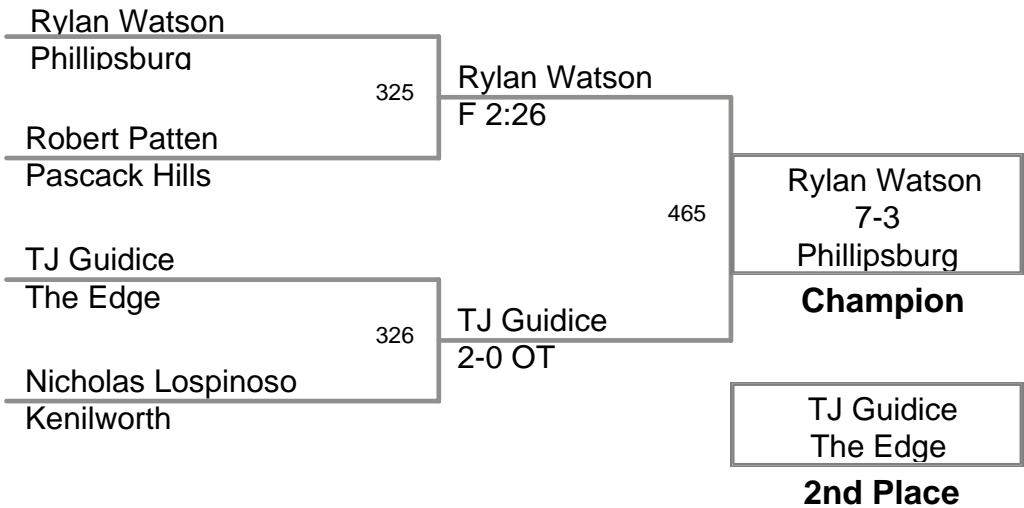 Rylan Watson
Phillipsburg
325
Rylan Watson
F 2:26
Robert Patten
Pascack Hills
465
Rylan Watson
7-3
Phillipsburg
Champion
TJ Guidice
The Edge
326
TJ Guidice
2-0 OT
Nicholas Lospinoso
Kenilworth
TJ Guidice
The Edge
2nd Place